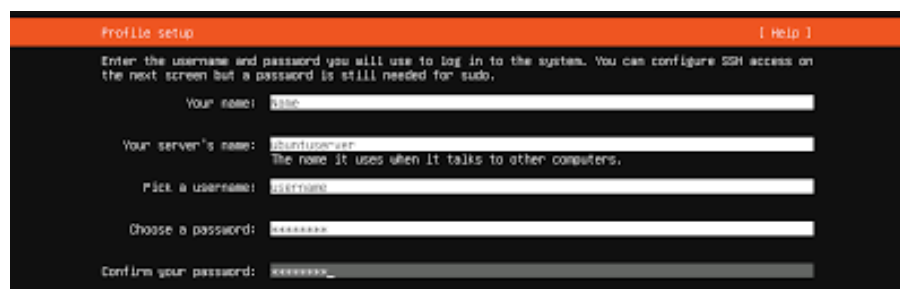 Profile setup [ Help ]
Enter the username and password you will use to log in to the system. You can configure SSH access on
the next screen but a password is still needed for sudo.
Your name: Name
Your server's name: ubuntuserver
The name it uses when it talks to other computers.
Pick a username: username
Choose a password: ********
Confirm your password: ********_